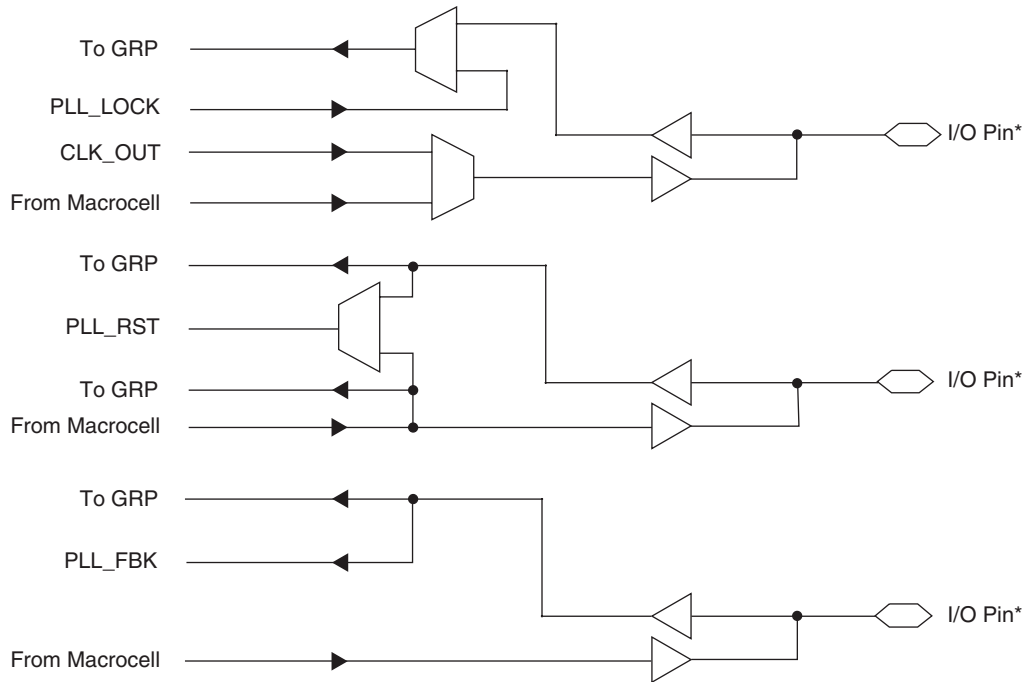 To GRP
PLL_LOCK
I/O Pin*
CLK_OUT
From Macrocell
To GRP
PLL_RST
I/O Pin*
To GRP
From Macrocell
To GRP
PLL_FBK
I/O Pin*
From Macrocell